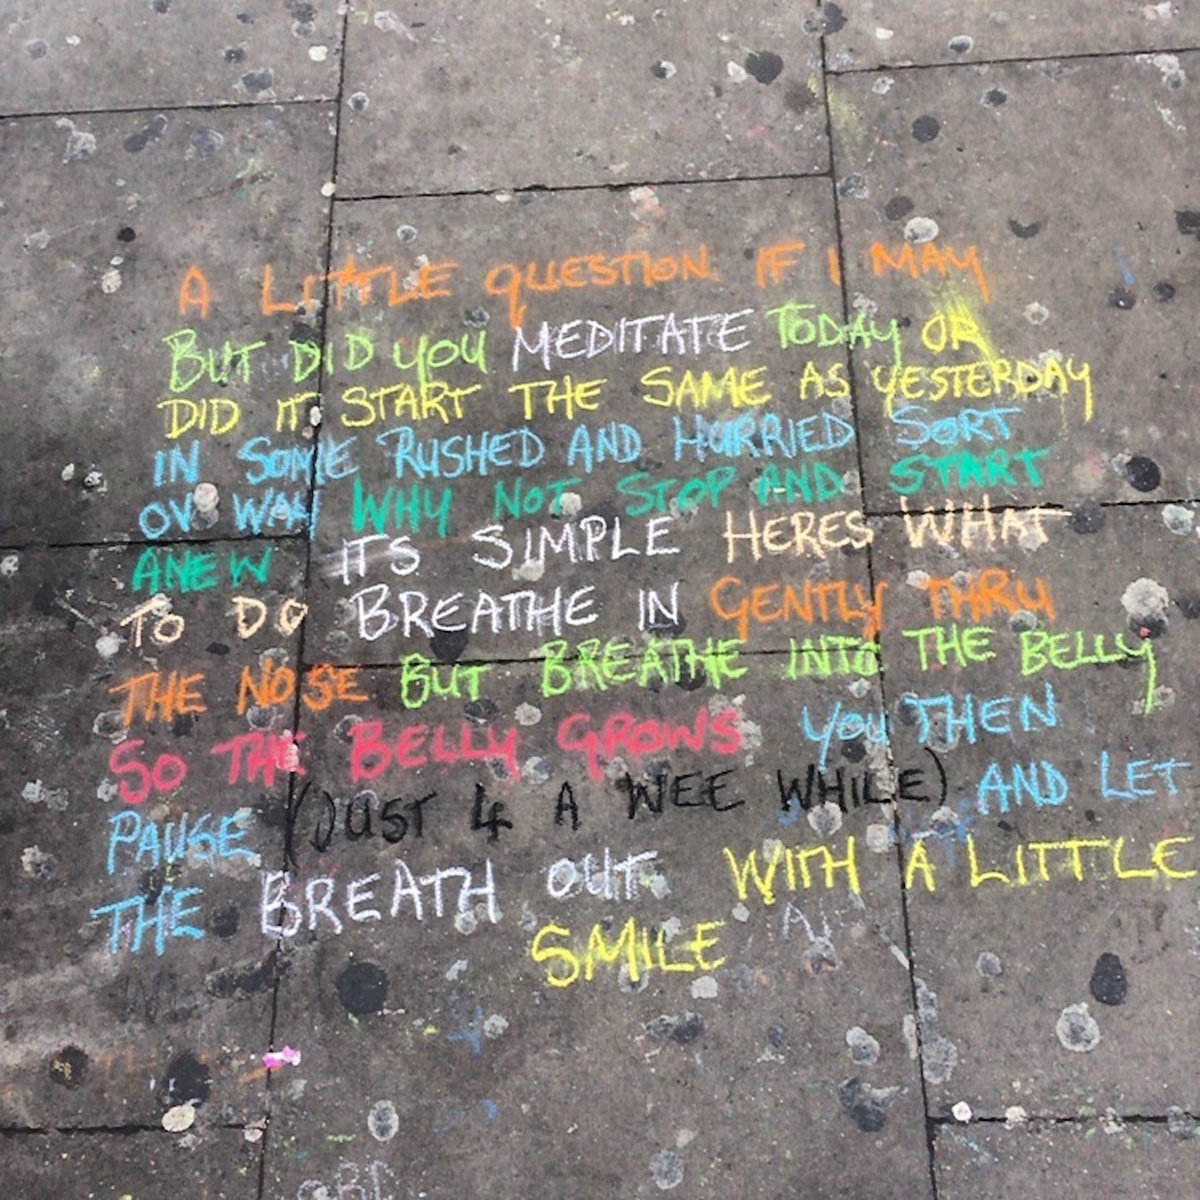 A LITTLE QUESTION IF I MAY
BUT DID YOU MEDITATE TODAY OR
DID IT START THE SAME AS YESTERDAY
IN SOME RUSHED AND HURRIED SORT
OV WAY WHY NOT STOP AND START
ANEW ITS SIMPLE HERES WHAT
TO DO BREATHE IN GENTLY THRU
THE NOSE BUT BREATHE INTO THE BELLY
SO THE BELLY GROWS YOU THEN
PAUSE (JUST 4 A WEE WHILE) AND LET
THE BREATH OUT WITH A LITTLE
SMILE